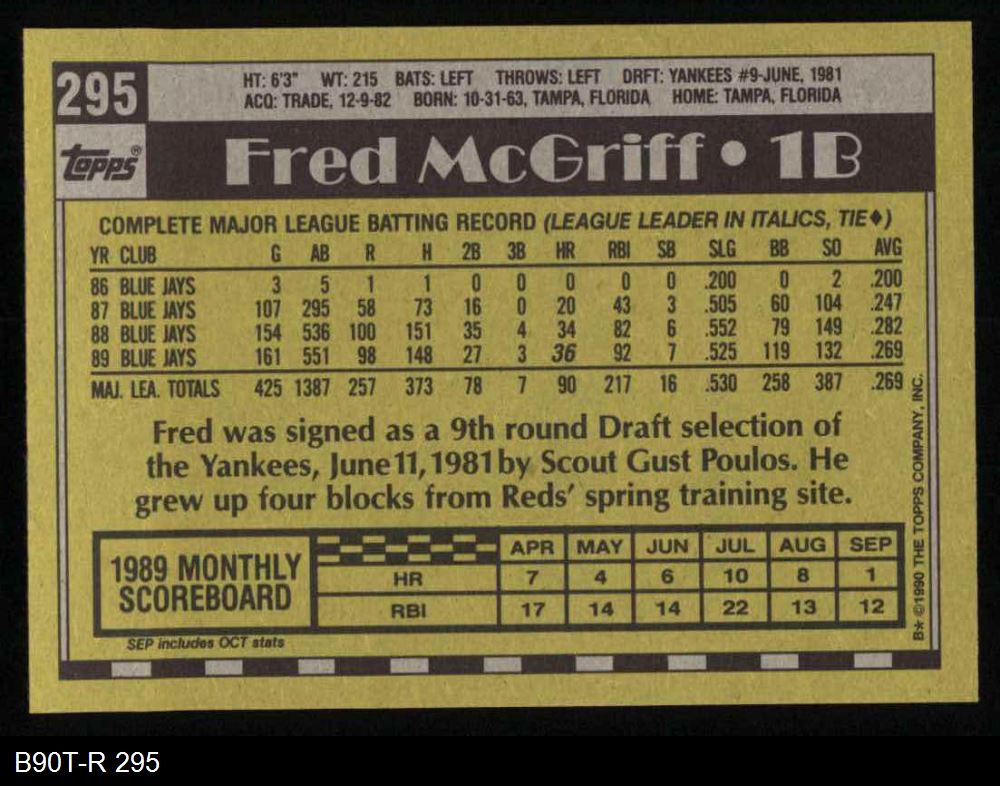 295
HT: 6'3" WT: 215 BATS: LEFT THROWS: LEFT DRFT: YANKEES #9-JUNE, 1981
ACQ: TRADE, 12-9-82 BORN: 10-31-63, TAMPA, FLORIDA HOME: TAMPA, FLORIDA
Topps®
Fred McGriff • 1B
COMPLETE MAJOR LEAGUE BATTING RECORD (LEAGUE LEADER IN ITALICS, TIE♦)
YR CLUB G AB R H 2B 3B HR RBI SB SLG BB SO AVG
86 BLUE JAYS 3 5 1 1 0 0 0 0 0 .200 0 2 .200
87 BLUE JAYS 107 295 58 73 16 0 20 43 3 .505 60 104 .247
88 BLUE JAYS 154 536 100 151 35 4 34 82 6 .552 79 149 .282
89 BLUE JAYS 161 551 98 148 27 3 36 92 7 .525 119 132 .269
MAJ. LEA. TOTALS 425 1387 257 373 78 7 90 217 16 .530 258 387 .269
Fred was signed as a 9th round Draft selection of
the Yankees, June 11, 1981 by Scout Gust Poulos. He
grew up four blocks from Reds' spring training site.
1989 MONTHLY
SCOREBOARD
APR MAY JUN JUL AUG SEP
HR 7 4 6 10 8 1
RBI 17 14 14 22 13 12
SEP includes OCT stats
B* ©1990 THE TOPPS COMPANY, INC.
B90T-R 295